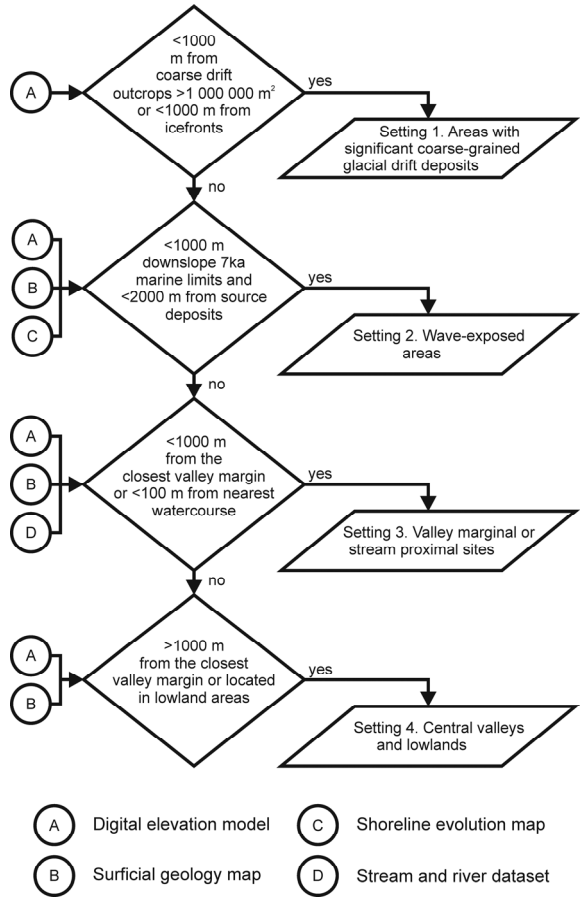 A
<1000
m from
coarse drift
outcrops >1 000 000 m²
or <1000 m from
icefronts
yes
Setting 1. Areas with
significant coarse-grained
glacial drift deposits
no
A
B
C
<1000 m
downslope 7ka
marine limits and
<2000 m from source
deposits
yes
Setting 2. Wave-exposed
areas
no
A
B
D
<1000 m
from the
closest valley margin
or <100 m from nearest
watercourse
yes
Setting 3. Valley marginal or
stream proximal sites
no
A
B
>1000 m
from the closest
valley margin or located
in lowland areas
yes
Setting 4. Central valleys
and lowlands
A Digital elevation model
C Shoreline evolution map
B Surficial geology map
D Stream and river dataset